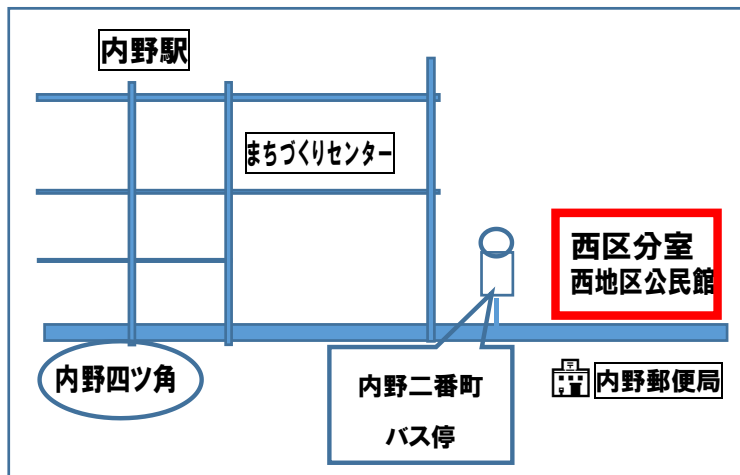 内野駅
まちづくりセンター
西区分室
西地区公民館
内野四ツ角
内野二番町
バス停
〒
内野郵便局